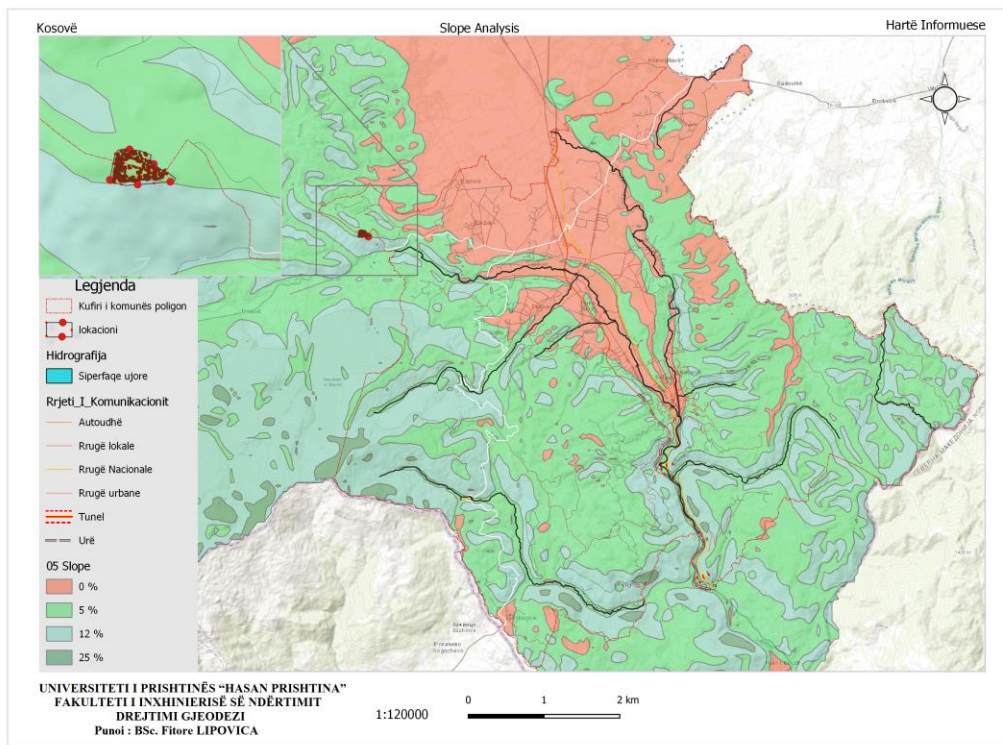 Kosovë
Slope Analysis
Hartë Informuese
Legjenda
Kufiri i komunës poligon
lokacioni
Hidrografija
Siperfaqe ujore
Rrjeti_I_Komunikacionit
Autoudhë
Rrugë lokale
Rrugë Nacionale
Rrugë urbane
Tunel
Urë
05 Slope
0 %
5 %
12 %
25 %
UNIVERSITETI I PRISHTINËS “HASAN PRISHTINA”
FAKULTETI I INXHINIERISË SË NDËRTIMIT
DREJTIMI GJEODEZI
Punoi : BSc. Fitore LIPOVICA
1:120000
0 1 2 km